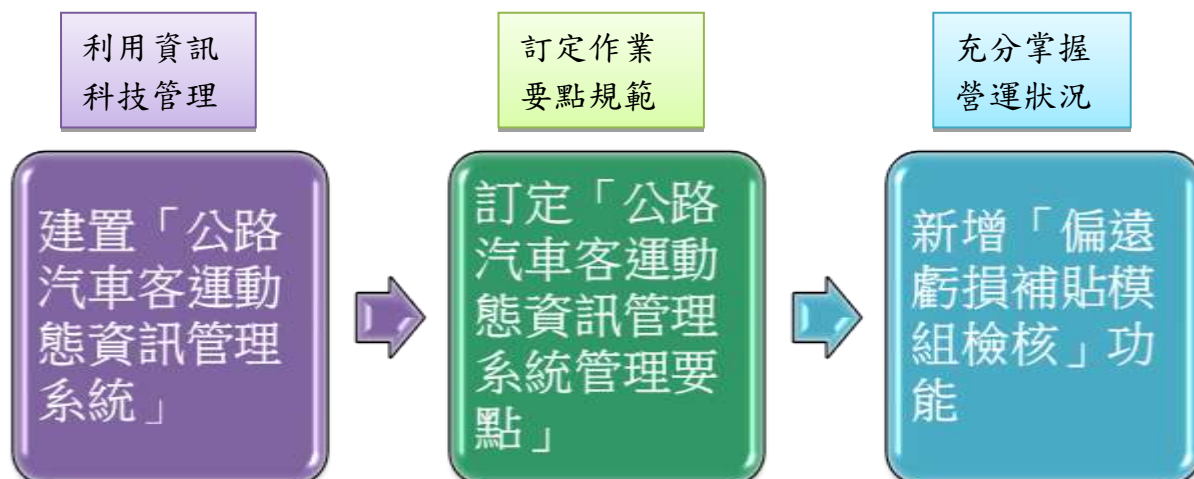 利用資訊
科技管理
訂定作業
要點規範
充分掌握
營運狀況
建置「公路
汽車客運動
態資訊管理
系統」
訂定「公路
汽車客運動
態資訊管理
系統管理要
點」
新增「偏遠
虧損補貼模
組檢核」功
能